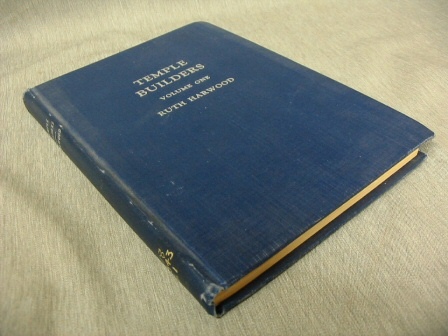 TEMPLE
BUILDERS
VOLUME ONE
RUTH HARWOOD